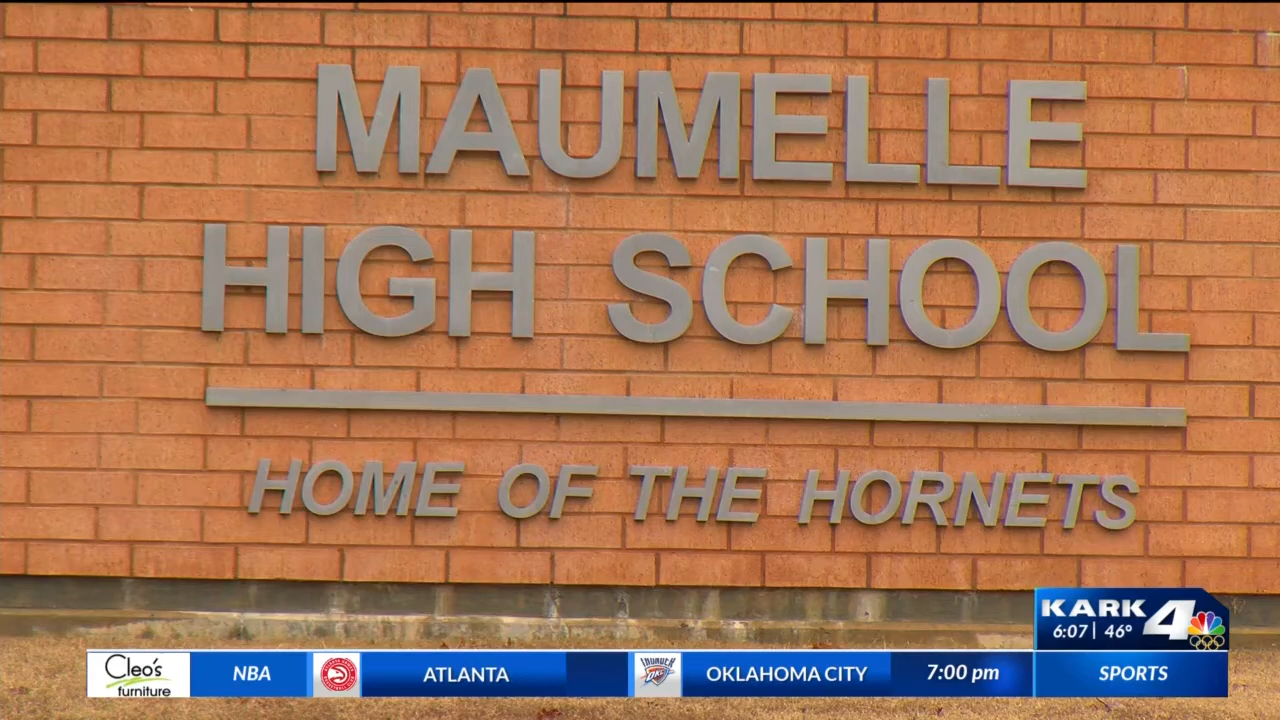 MAUMELLE
HIGH SCHOOL
HOME OF THE HORNETS
KARK 4
6:07 | 46°
Cleo's
furniture
NBA
ATLANTA
THUNDER
OKC
OKLAHOMA CITY
7:00 pm
SPORTS